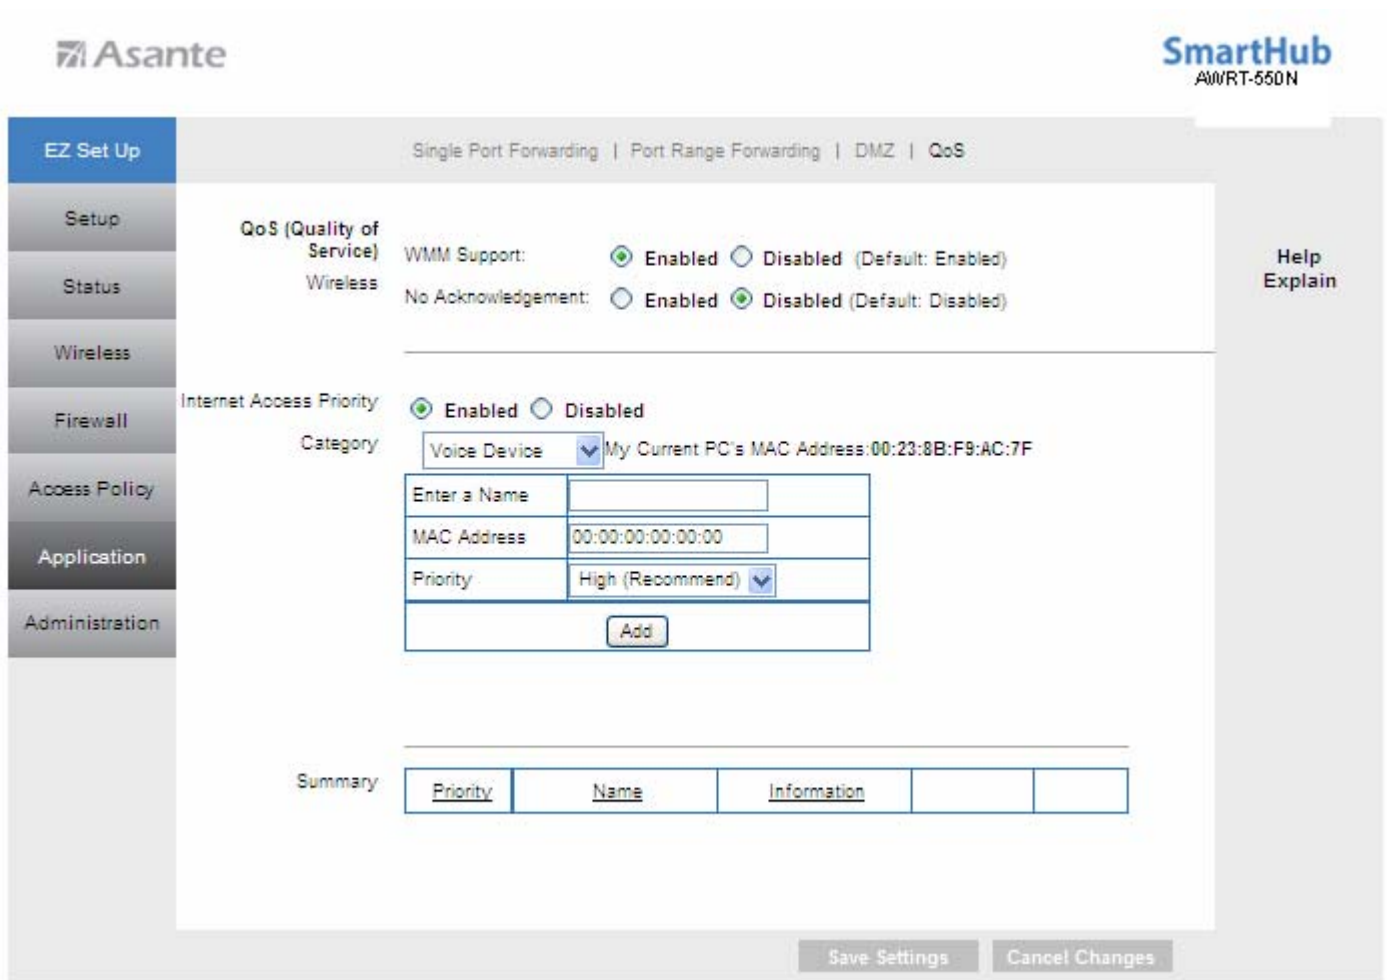 Asante
SmartHub
AWRT-550N
EZ Set Up
Single Port Forwarding | Port Range Forwarding | DMZ | QoS
Setup
Status
Wireless
Firewall
Access Policy
Application
Administration
QoS (Quality of
Service)
Wireless
WMM Support: Enabled Disabled (Default: Enabled)
No Acknowledgement: Enabled Disabled (Default: Disabled)
Help
Explain
Internet Access Priority Enabled Disabled
Category Voice Device My Current PC's MAC Address:00:23:8B:F9:AC:7F
Enter a Name
MAC Address 00:00:00:00:00:00
Priority High (Recommend)
Add
Summary Priority Name Information
Save Settings Cancel Changes